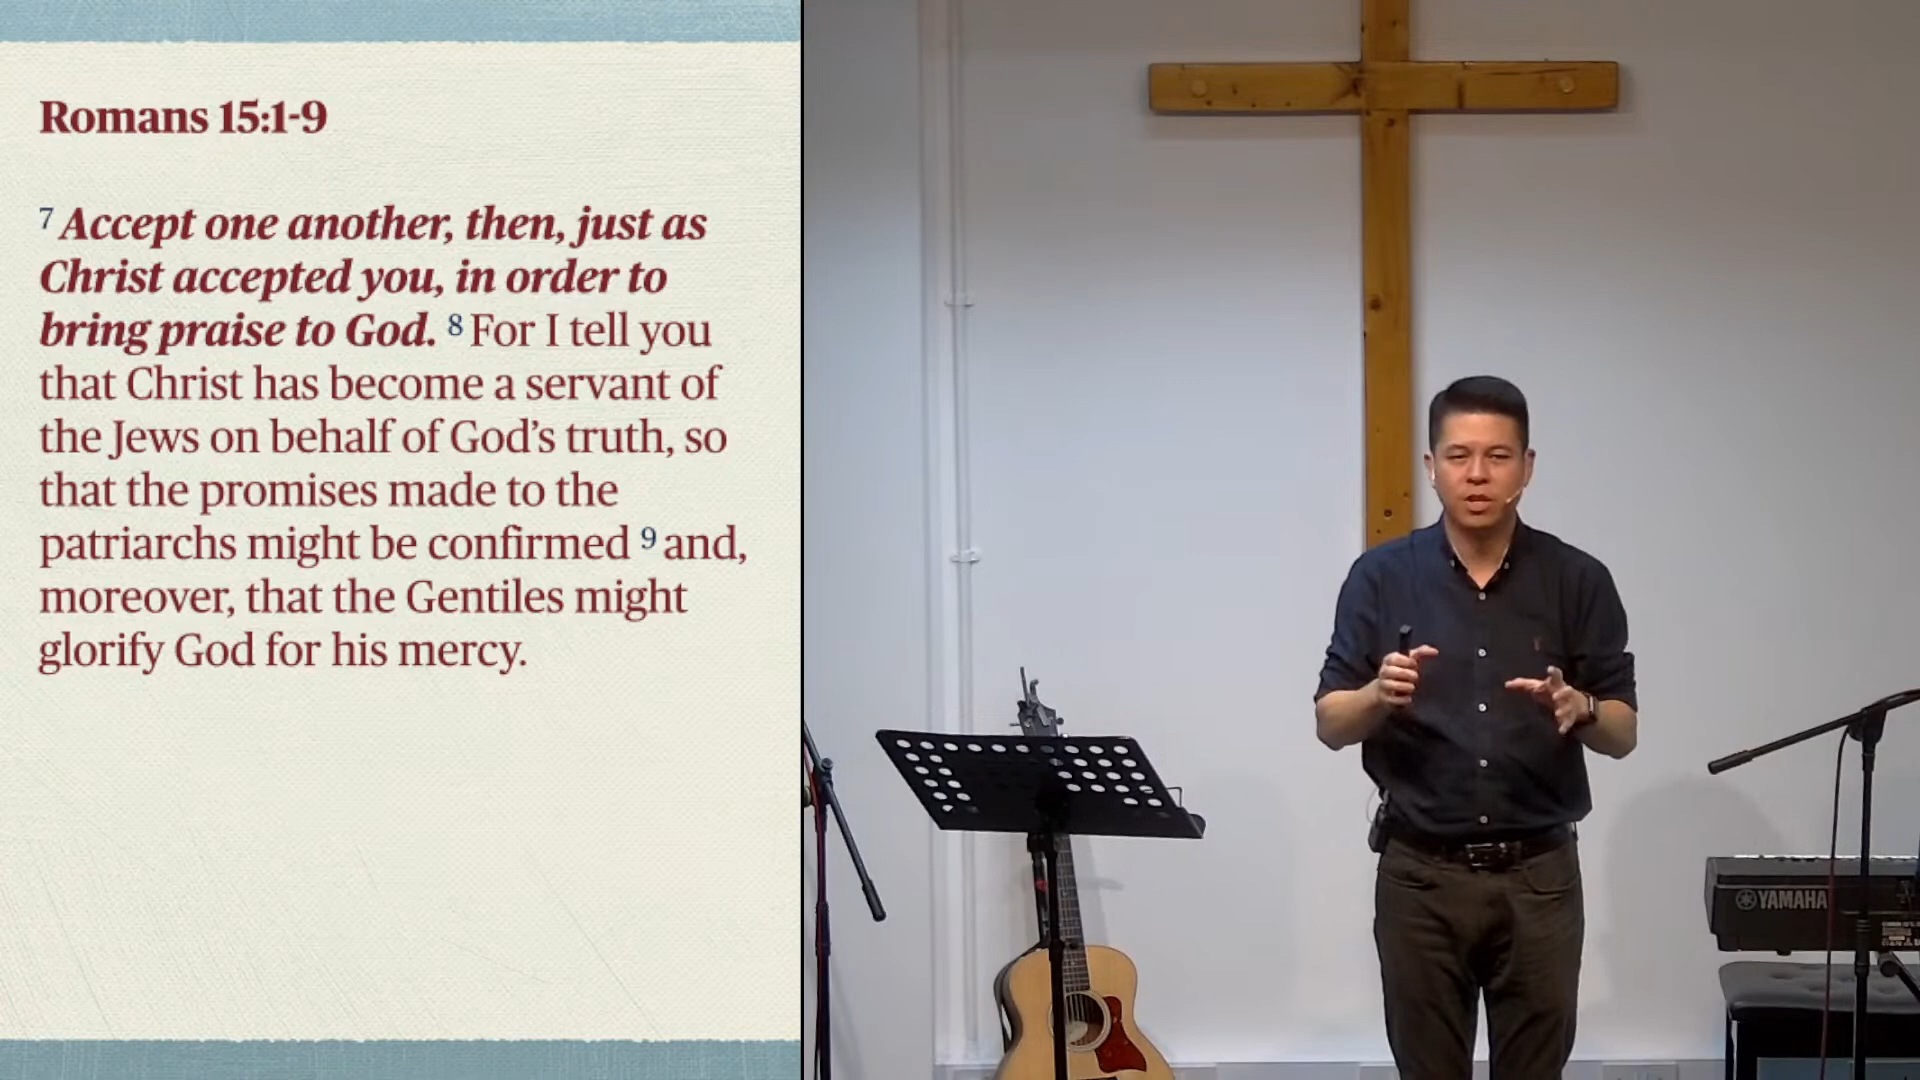 Romans 15:1-9
7 Accept one another, then, just as
Christ accepted you, in order to
bring praise to God. 8 For I tell you
that Christ has become a servant of
the Jews on behalf of God’s truth, so
that the promises made to the
patriarchs might be confirmed 9 and,
moreover, that the Gentiles might
glorify God for his mercy.
YAMAHA